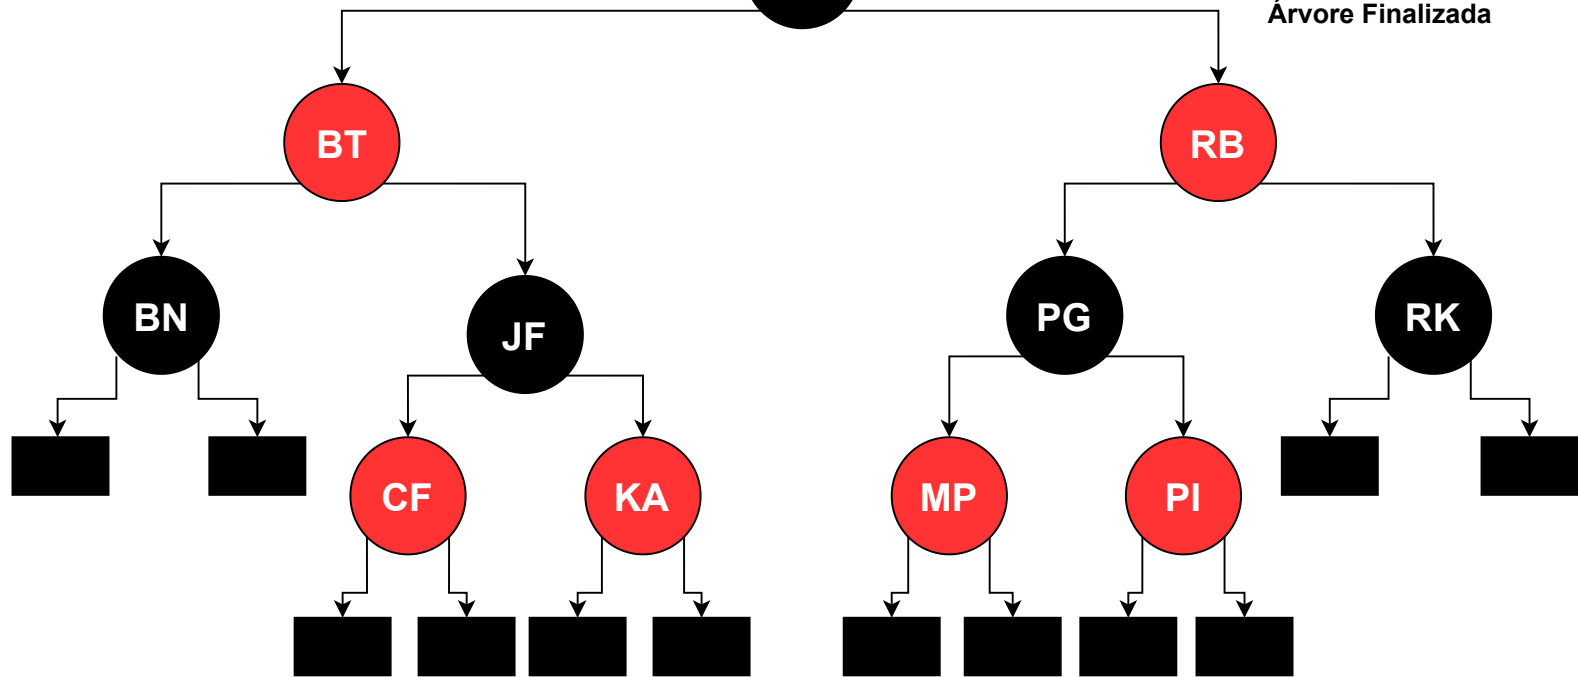 Árvore Finalizada
BT
RB
BN
JF
PG
RK
CF
KA
MP
PI